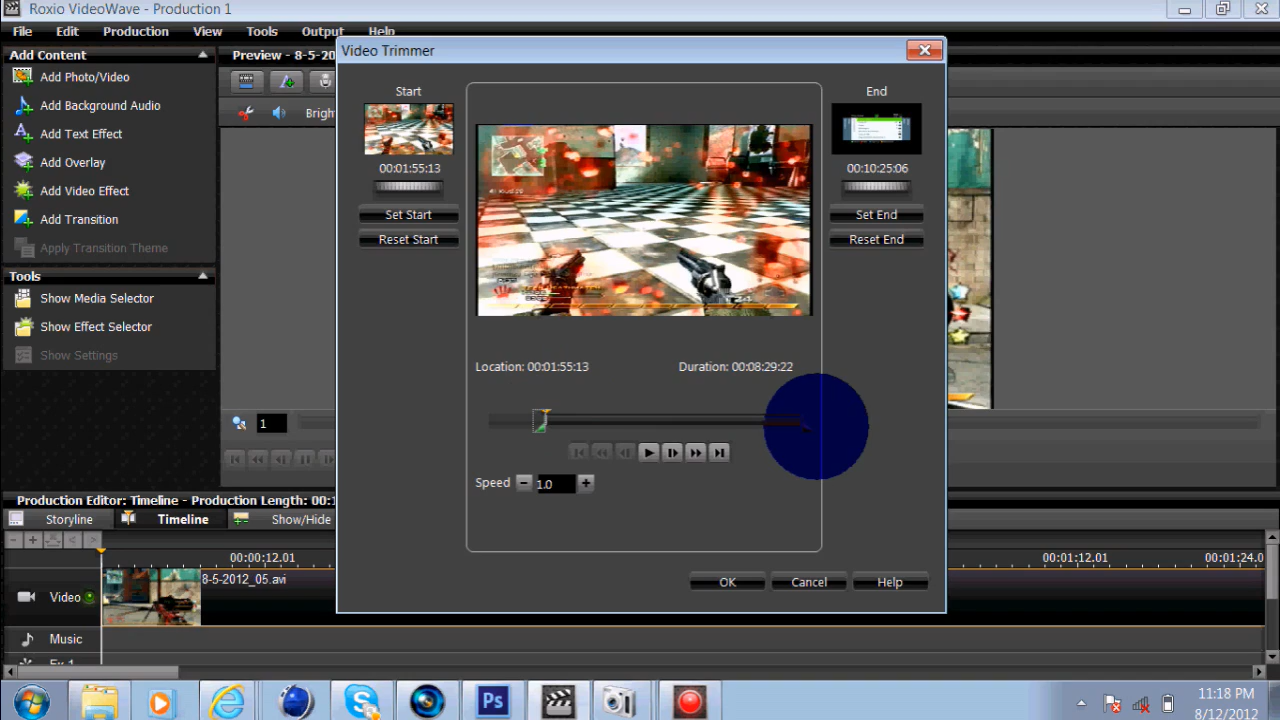 Roxio VideoWave - Production 1
File Edit Production View Tools Output Help
Add Content
Add Photo/Video
Add Background Audio
Add Text Effect
Add Overlay
Add Video Effect
Add Transition
Apply Transition Theme
Tools
Show Media Selector
Show Effect Selector
Show Settings
Preview - 8-5-20
Brigh
1
Video Trimmer
Start
00:01:55:13
Set Start
Reset Start
End
00:10:25:06
Set End
Reset End
Location: 00:01:55:13 Duration: 00:08:29:22
Speed 1.0
OK Cancel Help
Production Editor: Timeline - Production Length: 00:1
Storyline Timeline Show/Hide
00:00:12.01 00:01:12.01 00:01:24.0
Video 8-5-2012_05.avi
Music
Ps
11:18 PM
8/12/2012